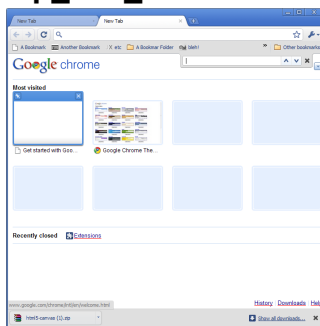 New Tab
New Tab
A Bookmark
Another Bookmark
X etc
A Bookmar Folder
bleh!
»
Other bookmarks
Google chrome
Most visited
Get started with Goo...
Google Chrome The ...
Recently closed
Extensions
www.google.com/chrome/intl/en/welcome.html
History
Downloads
Help
html5-canvas (1).zip
Show all downloads...